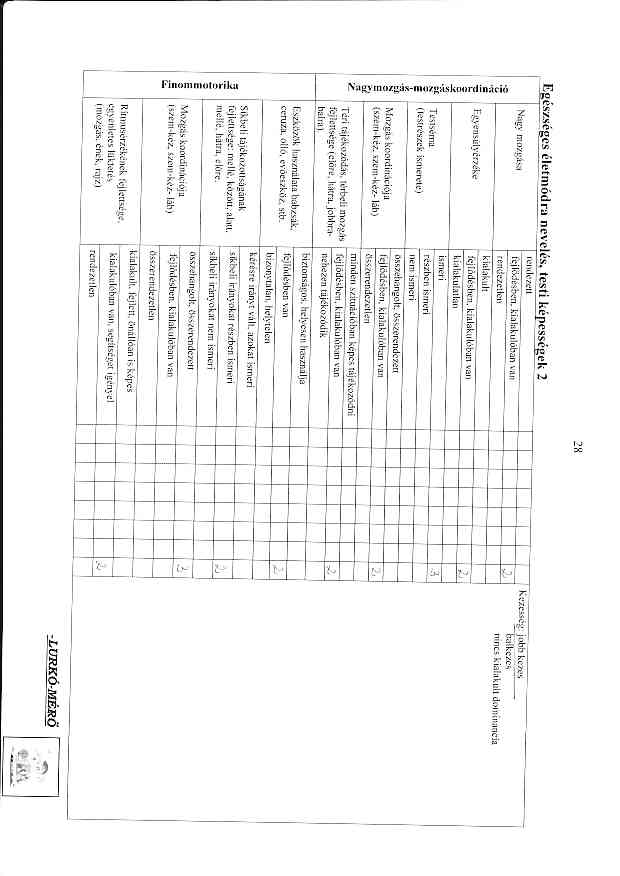 28
Egészséges életmódra nevelés, testi képességek 2
Nagymozgás-mozgáskoordináció
Nagy mozgása
rendezett
fejlődésben, kialakulóban van
rendezetlen
2
Egyensúlyérzéke
kialakult
fejlődésben, kialakulóban van
2
kialakulatlan
Testséma
(testrészek ismerete)
ismeri
részben ismeri
3
nem ismeri
Mozgás koordinációja
(szem-kéz, szem-kéz- láb)
összehangolt, összerendezett
fejlődésben, kialakulóban van
2
összerendezetlen
Téri tájékozódás, térbeli mozgás
fejlettsége (előre, hátra, jobbra-
balra).
minden szituációban képes tájékozódni
fejlődésben, kialakulóban van
2
nehezen tájékozódik
Finommotorika
Eszközök használata balzsák,
ceruza, olló, evőeszköz, stb.
biztonságos, helyesen használja
fejlődésben van
2
bizonytalan, helytelen
Síkbeli tájékozottságának
fejlettsége: mellé, között, alatt,
mellé, hátra, előre.
kérésre irányt vált, azokat ismeri
síkbeli irányokat részben ismeri
2
síkbeli irányokat nem ismeri
Mozgás koordinációja
(szem-kéz, szem-kéz- láb)
összehangolt, összerendezett
fejlődésben, kialakulóban van
2
összerendezetlen
Ritmusérzékének fejlettsége,
egyenletes lüktetés
(mozgás, ének, rajz)
kialakult, fejlett, önállóan is képes
kialakulóban van, segítséget igényel
2
rendezetlen
Kezesség: jobb kezes
balkezes
nincs kialakult dominancia
-LURKÓ-MÉRŐ